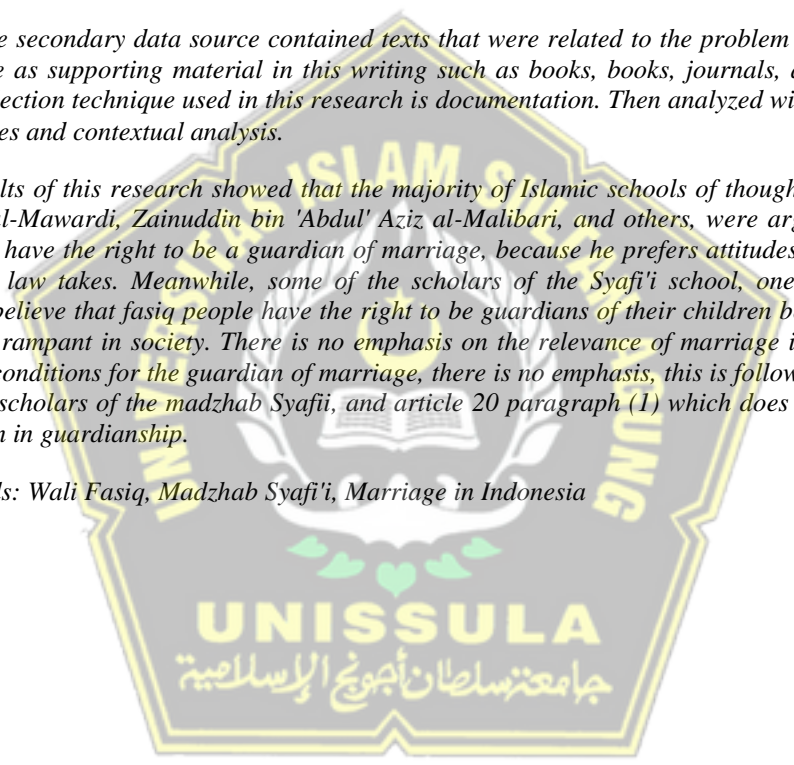 e secondary data source contained texts that were related to the problem
e as supporting material in this writing such as books, books, journals, a
ection technique used in this research is documentation. Then analyzed wi
es and contextual analysis.
lts of this research showed that the majority of Islamic schools of though
l-Mawardi, Zainuddin bin 'Abdul' Aziz al-Malibari, and others, were arg
have the right to be a guardian of marriage, because he prefers attitudes
law takes. Meanwhile, some of the scholars of the Syafi'i school, one
believe that fasiq people have the right to be guardians of their children b
rampant in society. There is no emphasis on the relevance of marriage i
conditions for the guardian of marriage, there is no emphasis, this is follow
scholars of the madzhab Syafii, and article 20 paragraph (1) which does
n in guardianship.
ls: Wali Fasiq, Madzhab Syafi'i, Marriage in Indonesia
UNIVERSITAS ISLAM SULTAN AGUNG
UNISSULA
جامعة سلطان أجونج الإسلامية